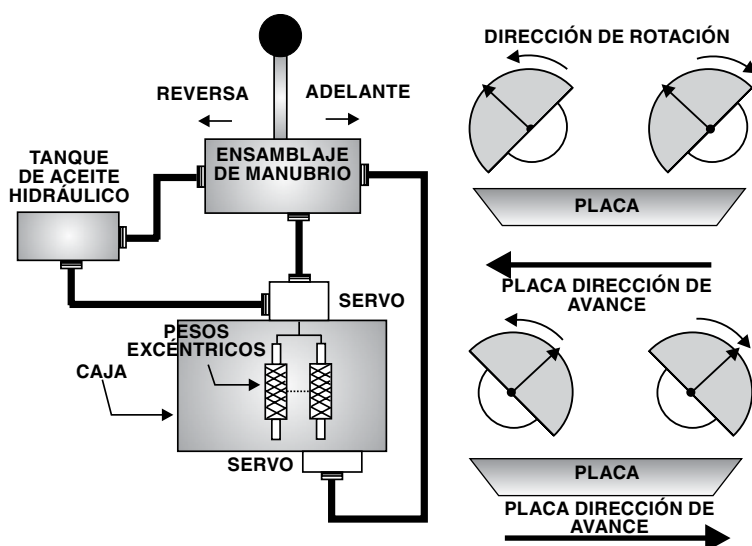 REVERSA
ADELANTE
TANQUE
DE ACEITE
HIDRÁULICO
ENSAMBLAJE
DE MANUBRIO
SERVO
PESOS
EXCÉNTRICOS
CAJA
SERVO
DIRECCIÓN DE ROTACIÓN
PLACA
PLACA DIRECCIÓN DE
AVANCE
PLACA
PLACA DIRECCIÓN DE
AVANCE